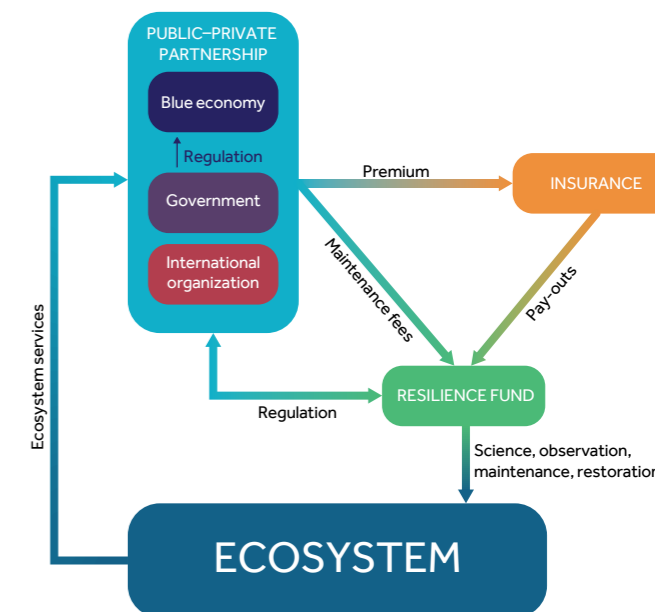 PUBLIC–PRIVATE
PARTNERSHIP
Blue economy
Regulation
Government
International
organization
Premium
INSURANCE
Maintenance fees
Pay-outs
Ecosystem services
Regulation
RESILIENCE FUND
Science, observation,
maintenance, restoration
ECOSYSTEM